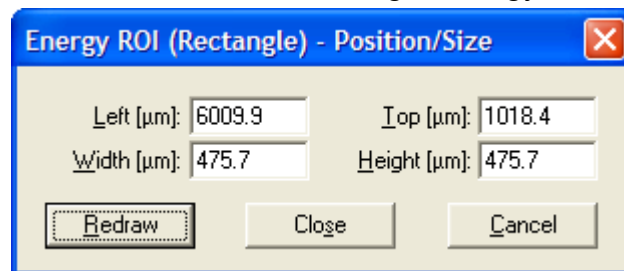 Energy ROI (Rectangle) - Position/Size
Left [µm]: 6009.9 Top [µm]: 1018.4
Width [µm]: 475.7 Height [µm]: 475.7
Redraw Close Cancel